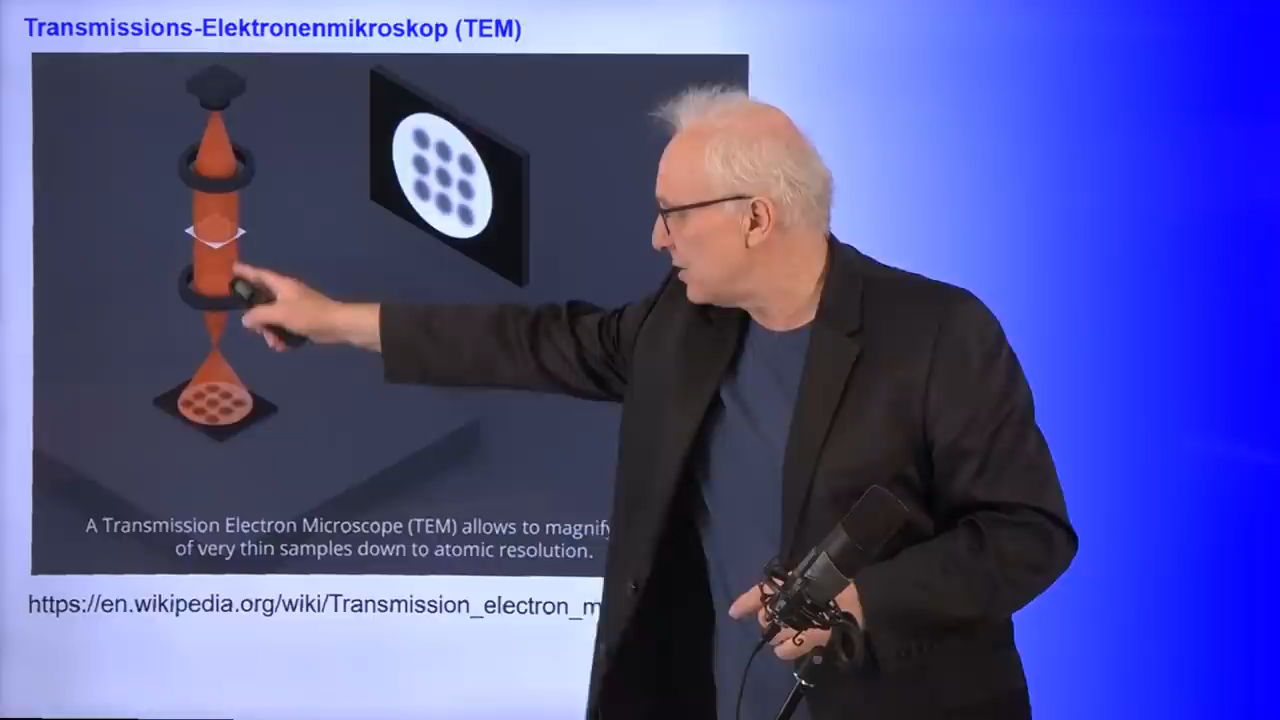 Transmissions-Elektronenmikroskop (TEM)
A Transmission Electron Microscope (TEM) allows to magnify
of very thin samples down to atomic resolution.
https://en.wikipedia.org/wiki/Transmission_electron_m